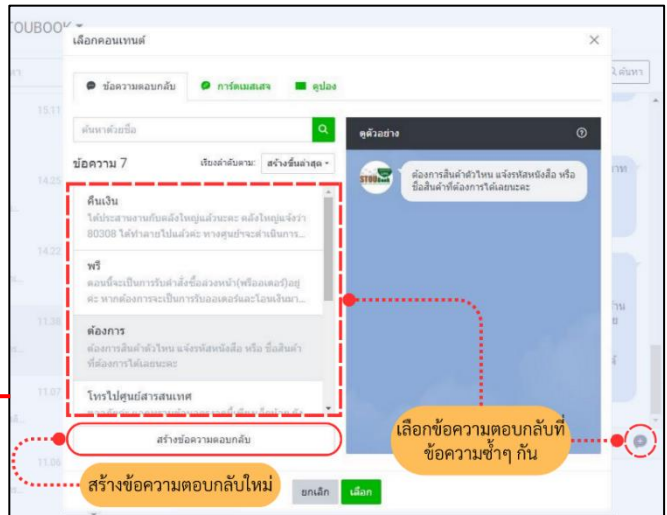 TOUBOOK
เลือกคอนเทนต์
ข้อความตอบกลับ
การ์ดเมสเสจ
คูปอง
ค้นหา
15.11
ค้นหาด้วยชื่อ
ดูตัวอย่าง
ข้อความ 7
เรียงลำดับตาม:
สร้างขึ้นล่าสุด
ต้องการสินค้าตัวไหน แจ้งรหัสหนังสือ หรือ
ชื่อสินค้าที่ต้องการได้เลยนะคะ
14.25
คืนเงิน
ได้ประสานงานกับคลังใหญ่แล้วนะคะ คลังใหญ่แจ้งว่า
80308 ได้ทำลายไปแล้วค่ะ ทางศูนย์ฯจะดำเนินการ...
14.22
พรี
ตอนนี้จะเป็นการรับคำสั่งซื้อล่วงหน้า(พรีออเดอร์)อยู่
ค่ะ หากต้องการจะเป็นการรับออเดอร์และโอนเงินมา...
11.38
ต้องการ
ต้องการสินค้าตัวไหน แจ้งรหัสหนังสือ หรือ ชื่อสินค้า
ที่ต้องการได้เลยนะคะ
11.07
โทรไปศูนย์สารสนเทศ
สร้างข้อความตอบกลับ
เลือกข้อความตอบกลับที่
ข้อความซ้ำๆ กัน
11.06
สร้างข้อความตอบกลับใหม่
ยกเลิก
เลือก